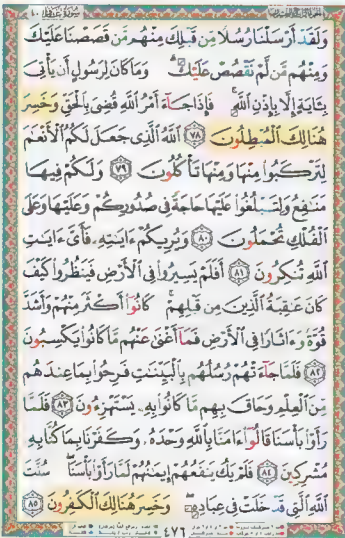 سورة غافر ٤٠
وَلَقَدْ أَرْسَلْنَا رُسُلًا مِّن قَبْلِكَ مِنْهُم مَّن قَصَصْنَا عَلَيْكَ
وَمِنْهُم مَّن لَّمْ نَقْصُصْ عَلَيْكَ ۗ وَمَا كَانَ لِرَسُولٍ أَن يَأْتِىَ
بِـَٔايَةٍ إِلَّا بِإِذْنِ ٱللَّهِ ۚ فَإِذَا جَآءَ أَمْرُ ٱللَّهِ قُضِىَ بِٱلْحَقِّ وَخَسِرَ
هُنَالِكَ ٱلْمُبْطِلُونَ ٧٨ ٱللَّهُ ٱلَّذِى جَعَلَ لَكُمُ ٱلْأَنْعَٰمَ
لِتَرْكَبُوا۟ مِنْهَا وَمِنْهَا تَأْكُلُونَ ٧٩ وَلَكُمْ فِيهَا
مَنَٰفِعُ وَلِتَبْلُغُوا۟ عَلَيْهَا حَاجَةً فِى صُدُورِكُمْ وَعَلَيْهَا وَعَلَى
ٱلْفُلْكِ تُحْمَلُونَ ٨٠ وَيُرِيكُمْ ءَايَٰتِهِۦ فَأَىَّ ءَايَٰتِ
ٱللَّهِ تُنكِرُونَ ٨١ أَفَلَمْ يَسِيرُوا۟ فِى ٱلْأَرْضِ فَيَنظُرُوا۟ كَيْفَ
كَانَ عَٰقِبَةُ ٱلَّذِينَ مِن قَبْلِهِمْ ۚ كَانُوٓا۟ أَكْثَرَ مِنْهُمْ وَأَشَدَّ
قُوَّةً وَءَاثَارًا فِى ٱلْأَرْضِ فَمَآ أَغْنَىٰ عَنْهُم مَّا كَانُوا۟ يَكْسِبُونَ
٨٢ فَلَمَّا جَآءَتْهُمْ رُسُلُهُم بِٱلْبَيِّنَٰتِ فَرِحُوا۟ بِمَا عِندَهُم
مِّنَ ٱلْعِلْمِ وَحَاقَ بِهِم مَّا كَانُوا۟ بِهِۦ يَسْتَهْزِءُونَ ٨٣ فَلَمَّا
رَأَوْا۟ بَأْسَنَا قَالُوٓا۟ ءَامَنَّا بِٱللَّهِ وَحْدَهُۥ وَكَفَرْنَا بِمَا كُنَّا بِهِۦ
مُشْرِكِينَ ٨٤ فَلَمْ يَكُ يَنفَعُهُمْ إِيمَٰنُهُمْ لَمَّا رَأَوْا۟ بَأْسَنَا ۖ سُنَّتَ
ٱللَّهِ ٱلَّتِى قَدْ خَلَتْ فِى عِبَادِهِۦ ۖ وَخَسِرَ هُنَالِكَ ٱلْكَٰفِرُونَ ٨٥
٤٧٦